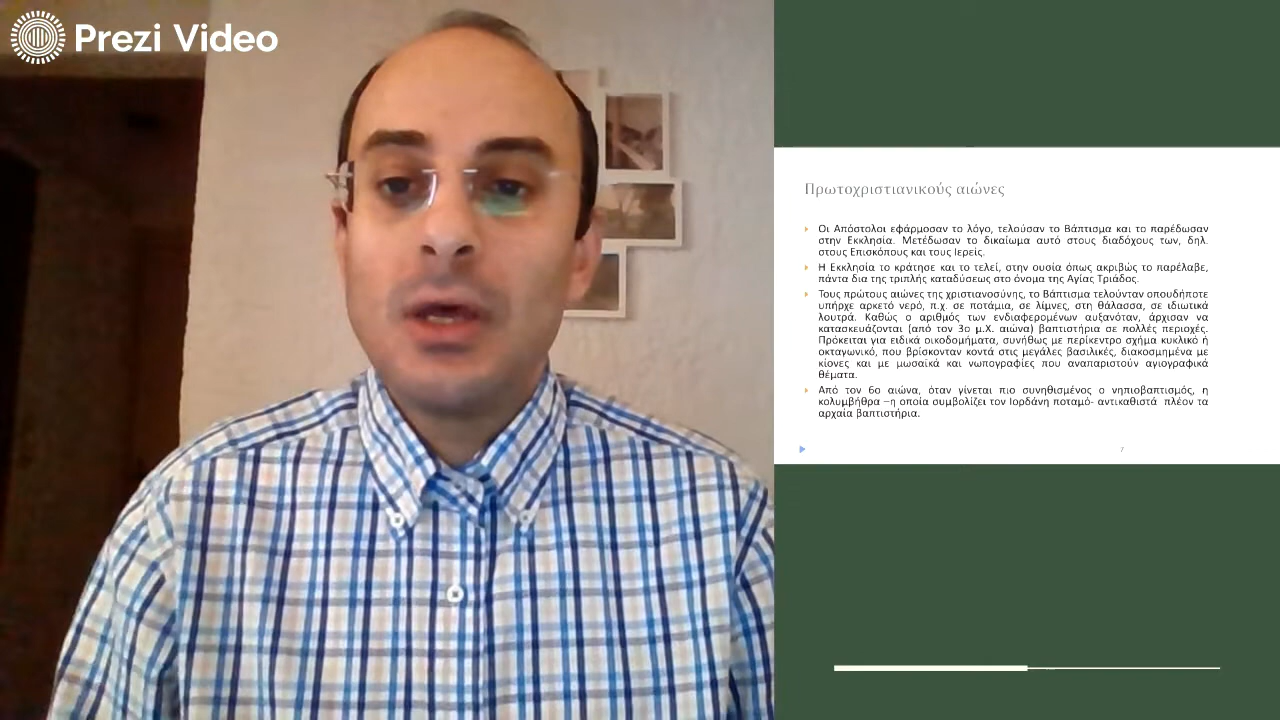 Prezi Video
Πρωτοχριστιανικούς αιώνες
Οι Απόστολοι εφάρμοσαν το λόγο, τελούσαν το Βάπτισμα και το παρέδωσαν
στην Εκκλησία. Μετέδωσαν το δικαίωμα αυτό στους διαδόχους των, δηλ.
στους Επισκόπους και τους Ιερείς.
Η Εκκλησία το κράτησε και το τελεί, στην ουσία όπως ακριβώς το παρέλαβε,
πάντα δια της τριπλής καταδύσεως στο όνομα της Αγίας Τριάδος.
Τους πρώτους αιώνες της χριστιανοσύνης, το Βάπτισμα τελούνταν οπουδήποτε
υπήρχε αρκετό νερό, π.χ. σε ποτάμια, σε λίμνες, στη θάλασσα, σε ιδιωτικά
λουτρά. Καθώς ο αριθμός των ενδιαφερομένων αυξανόταν, άρχισαν να
κατασκευάζονται (από τον 3ο μ.Χ. αιώνα) βαπτιστήρια σε πολλές περιοχές.
Πρόκειται για ειδικά οικοδομήματα, συνήθως με περίκεντρο σχήμα κυκλικό ή
οκταγωνικό, που βρίσκονταν κοντά στις μεγάλες βασιλικές, διακοσμημένα με
κίονες και με μωσαϊκά και νωπογραφίες που αναπαριστούν αγιογραφικά
θέματα.
Από τον 6ο αιώνα, όταν γίνεται πιο συνηθισμένος ο νηπιοβαπτισμός, η
κολυμβήθρα –η οποία συμβολίζει τον Ιορδάνη ποταμό- αντικαθιστά πλέον τα
αρχαία βαπτιστήρια.
7